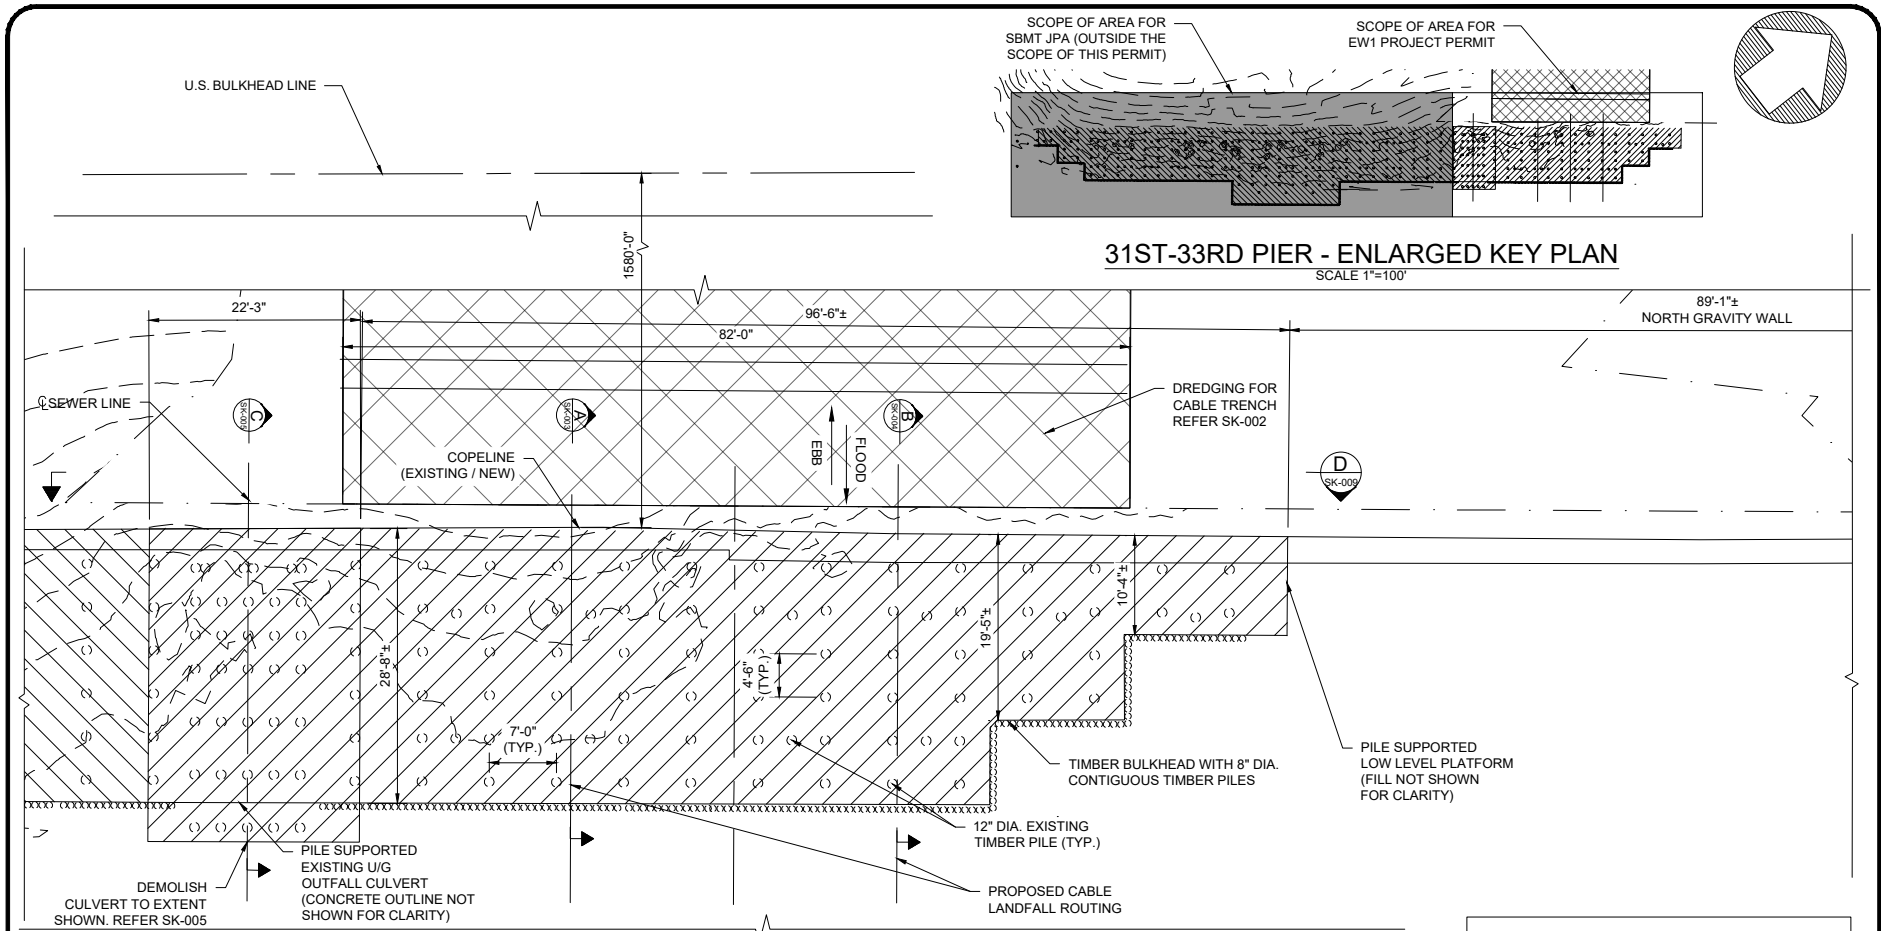 SCOPE OF AREA FOR
SBMT JPA (OUTSIDE THE
SCOPE OF THIS PERMIT)
SCOPE OF AREA FOR
EW1 PROJECT PERMIT
U.S. BULKHEAD LINE
1580'-0"
31ST-33RD PIER - ENLARGED KEY PLAN
SCALE 1"=100'
22'-3"
96'-6"±
82'-0"
89'-1"±
NORTH GRAVITY WALL
℄ SEWER LINE
C
SK-005
A
SK-003
B
SK-004
DREDGING FOR
CABLE TRENCH
REFER SK-002
COPELINE
(EXISTING / NEW)
EBB
FLOOD
D
SK-009
28'-8"±
19'-5"±
10'-4"±
4'-6"
(TYP.)
7'-0"
(TYP.)
TIMBER BULKHEAD WITH 8" DIA.
CONTIGUOUS TIMBER PILES
PILE SUPPORTED
LOW LEVEL PLATFORM
(FILL NOT SHOWN
FOR CLARITY)
12" DIA. EXISTING
TIMBER PILE (TYP.)
PILE SUPPORTED
EXISTING U/G
OUTFALL CULVERT
(CONCRETE OUTLINE NOT
SHOWN FOR CLARITY)
DEMOLISH
CULVERT TO EXTENT
SHOWN. REFER SK-005
PROPOSED CABLE
LANDFALL ROUTING